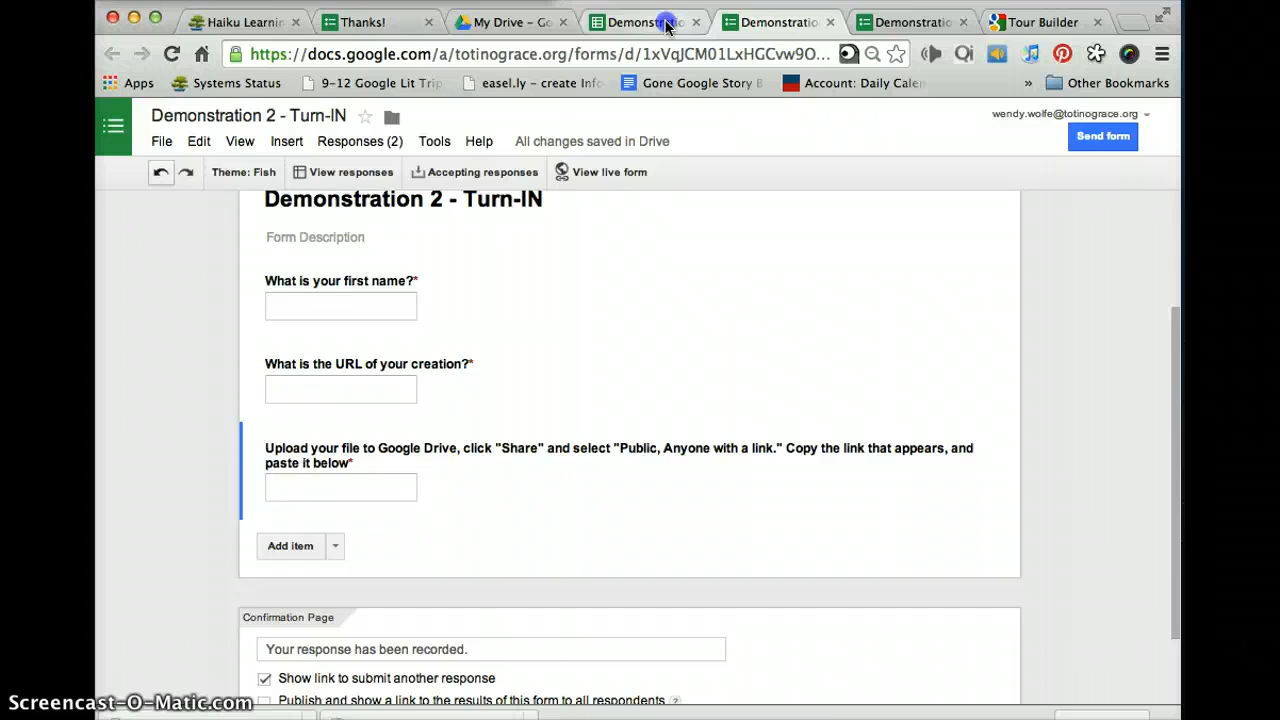 Haiku Learnin
Thanks!
My Drive – Go
Demonstratio
Demonstratio
Demonstratio
Tour Builder
https://docs.google.com/a/totinograce.org/forms/d/1xVqJCM01LxHGCvw9O...
Apps
Systems Status
9–12 Google Lit Trip
easel.ly – create Info
Gone Google Story B
Account: Daily Calen
»
Other Bookmarks
Demonstration 2 - Turn-IN
wendy.wolfe@totinograce.org
File Edit View Insert Responses (2) Tools Help All changes saved in Drive
Send form
Theme: Fish
View responses
Accepting responses
View live form
Demonstration 2 - Turn-IN
Form Description
What is your first name?*
What is the URL of your creation?*
Upload your file to Google Drive, click "Share" and select "Public, Anyone with a link." Copy the link that appears, and
paste it below*
Add item
Confirmation Page
Your response has been recorded.
Show link to submit another response
Publish and show a link to the results of this form to all respondents ?
Screencast-O-Matic.com